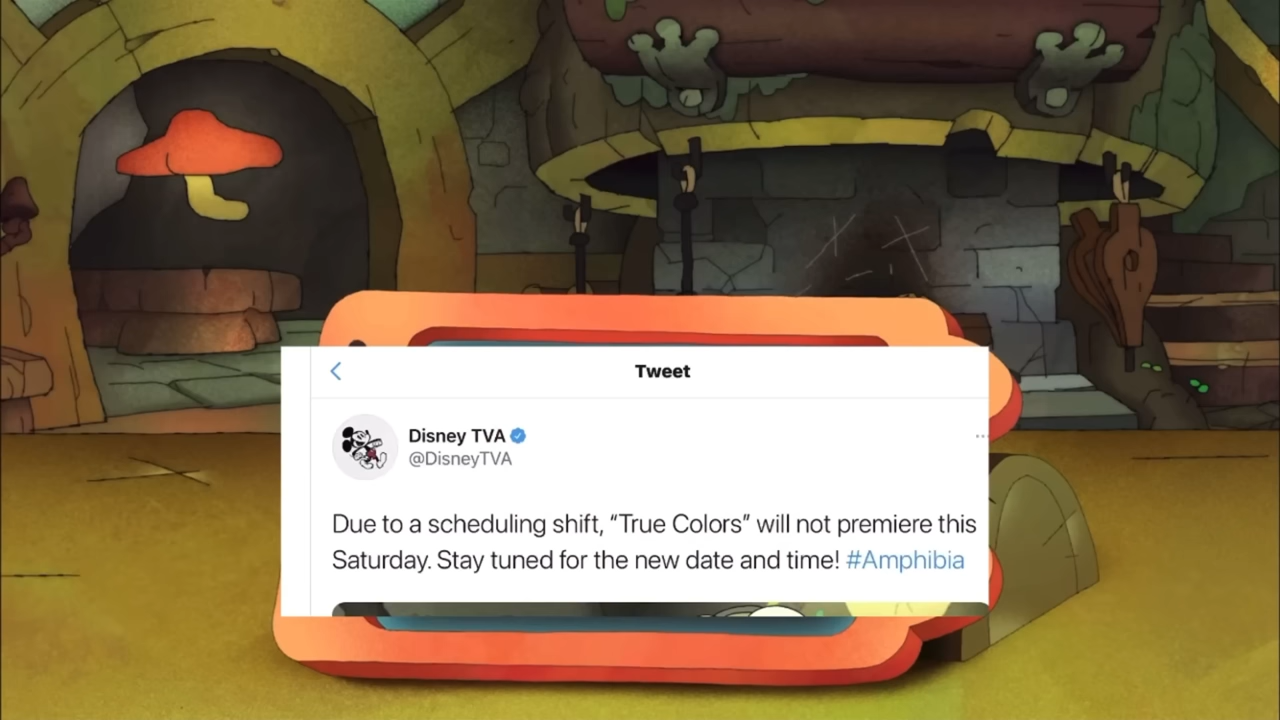 Tweet
Disney TVA
@DisneyTVA
Due to a scheduling shift, “True Colors” will not premiere this
Saturday. Stay tuned for the new date and time! #Amphibia